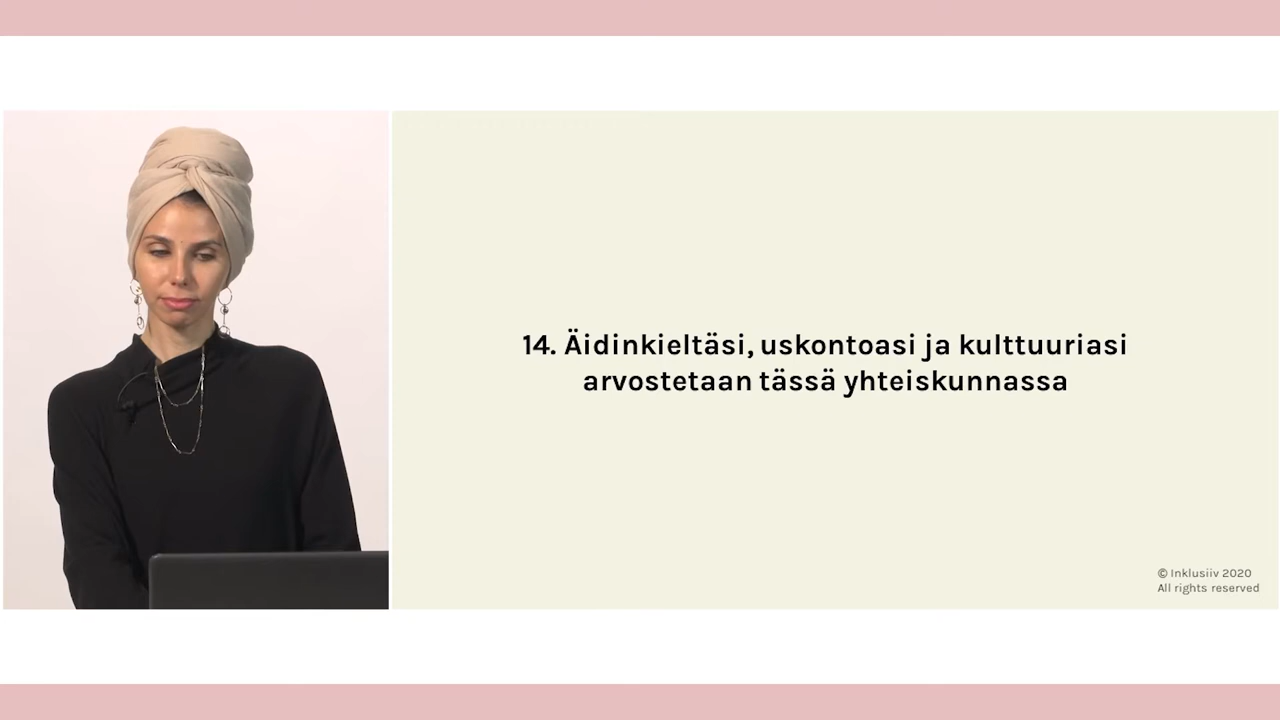 14. Äidinkieltäsi, uskontoasi ja kulttuuriasi
arvostetaan tässä yhteiskunnassa
© Inklusiiv 2020
All rights reserved